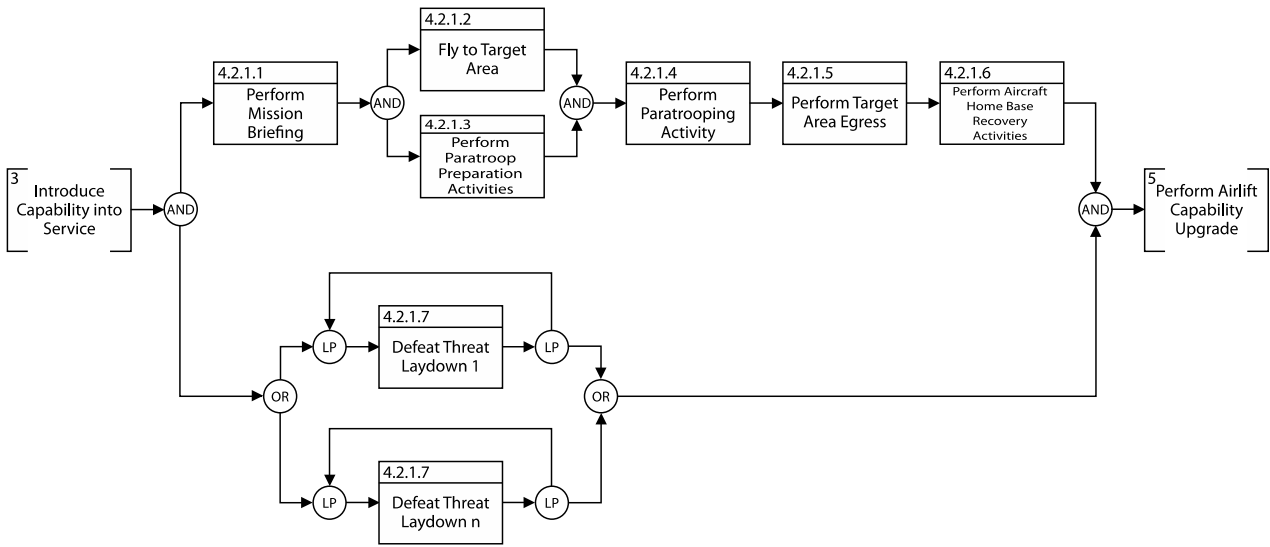 4.2.1.2
Fly to Target
Area
4.2.1.1
Perform
Mission
Briefing
AND
4.2.1.3
Perform
Paratroop
Preparation
Activities
AND
4.2.1.4
Perform
Paratrooping
Activity
4.2.1.5
Perform Target
Area Egress
4.2.1.6
Perform Aircraft
Home Base
Recovery
Activities
3
Introduce
Capability into
Service
AND
AND
5
Perform Airlift
Capability
Upgrade
LP
4.2.1.7
Defeat Threat
Laydown 1
LP
OR
OR
LP
4.2.1.7
Defeat Threat
Laydown n
LP